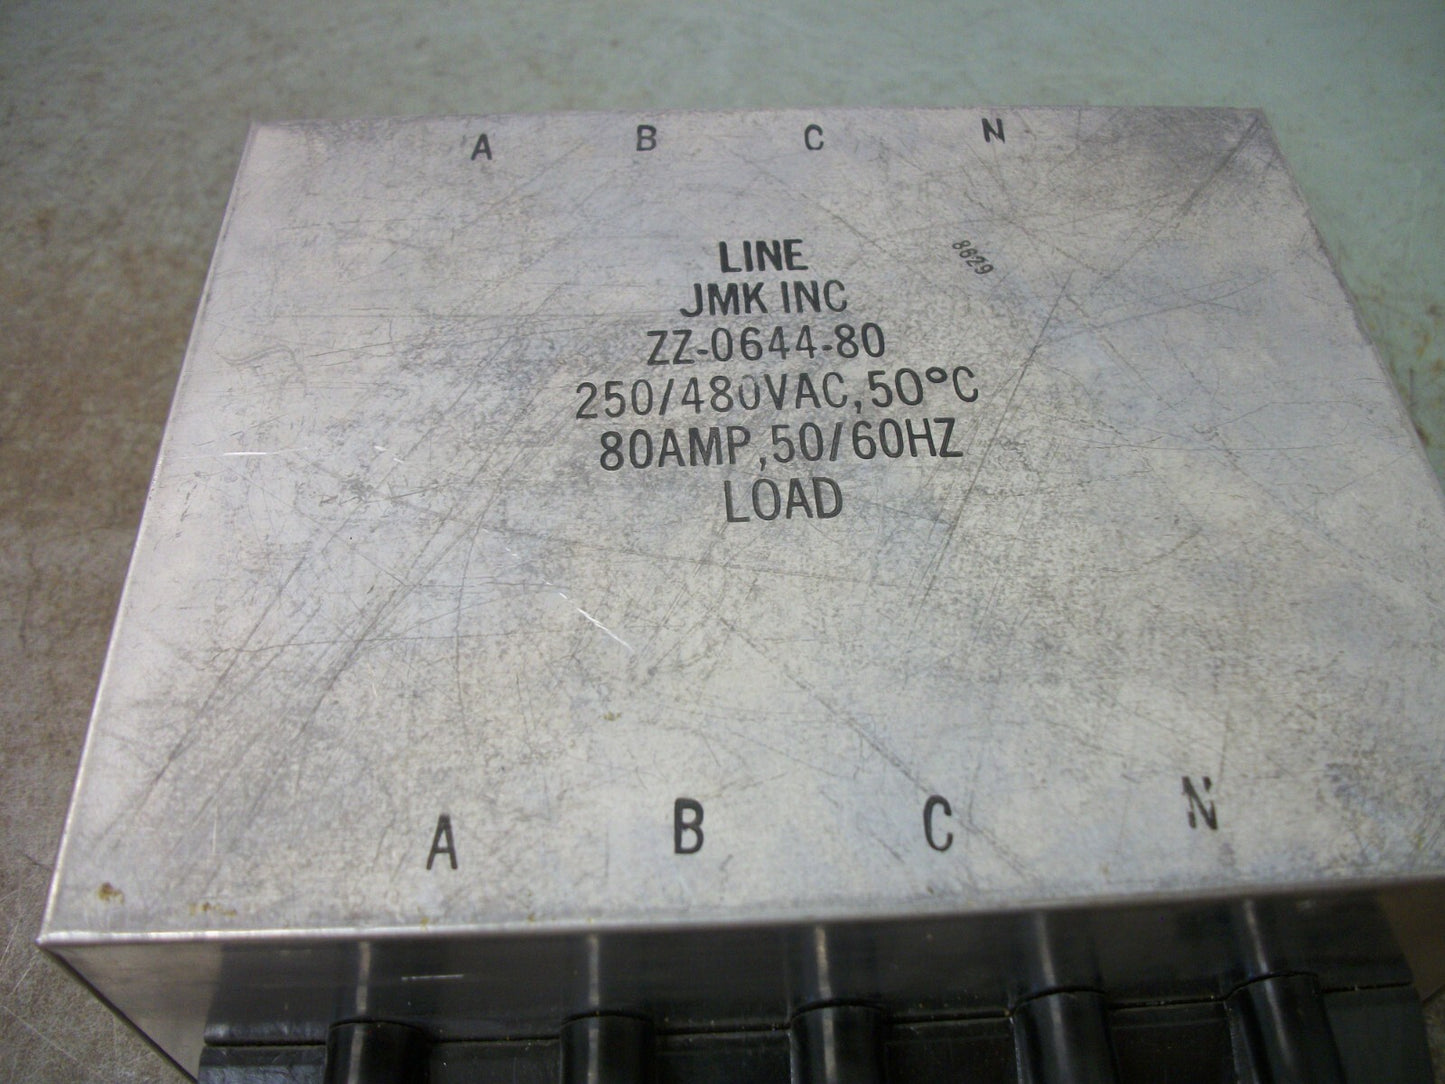 A B C N
LINE
8629
JMK INC
ZZ-0644-80
250/480VAC,50°C
80AMP,50/60HZ
LOAD
A B C N